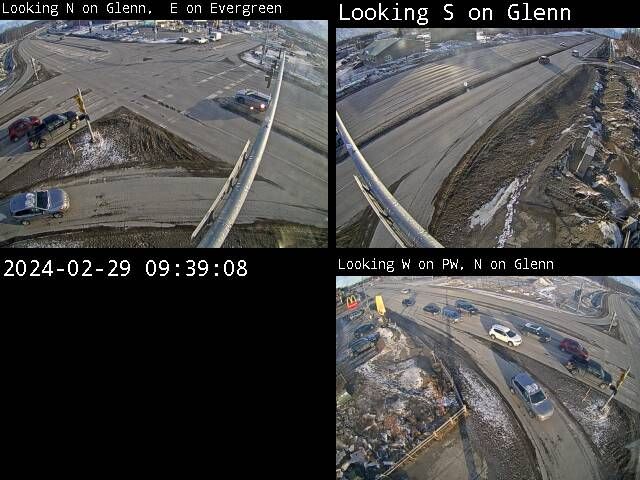 Looking N on Glenn,  E on Evergreen
Looking S on Glenn
2024-02-29 09:39:08
Looking W on PW, N on Glenn